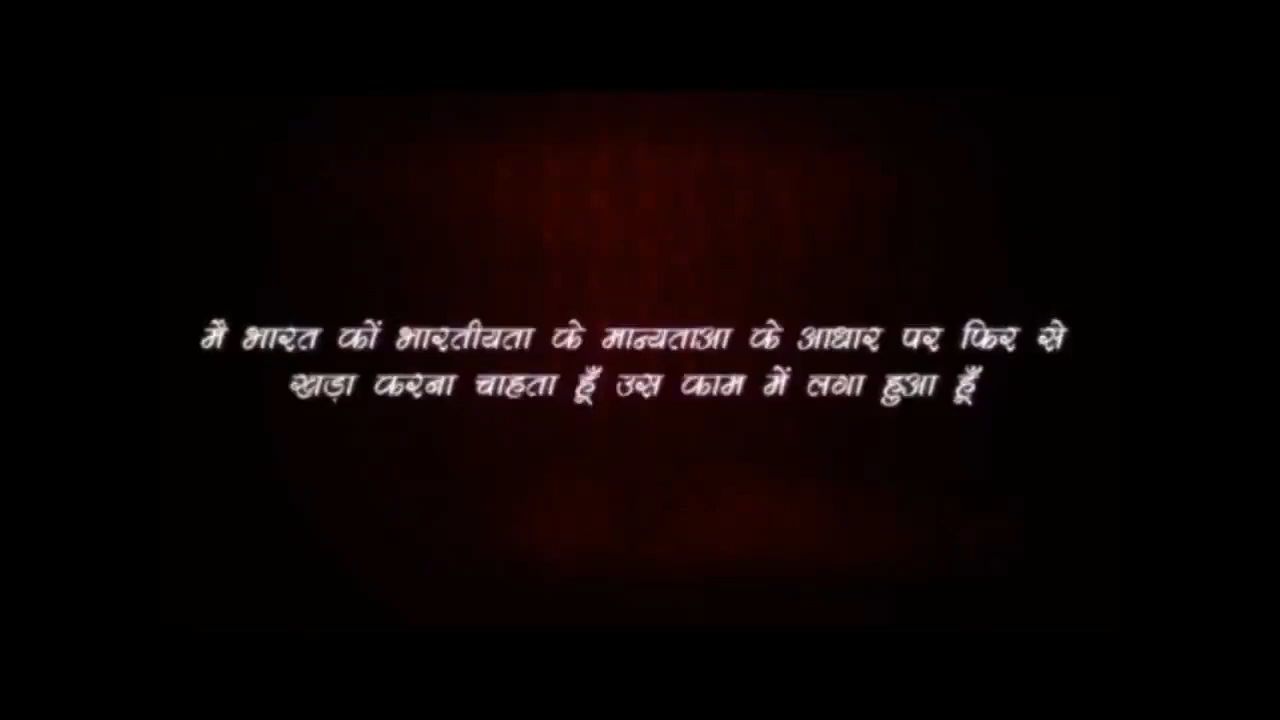 मै भारत कों भारतीयता के मान्यताआ के आधार पर फिर से
खड़ा करना चाहता हूँ उस काम में लगा हुआ हूँ